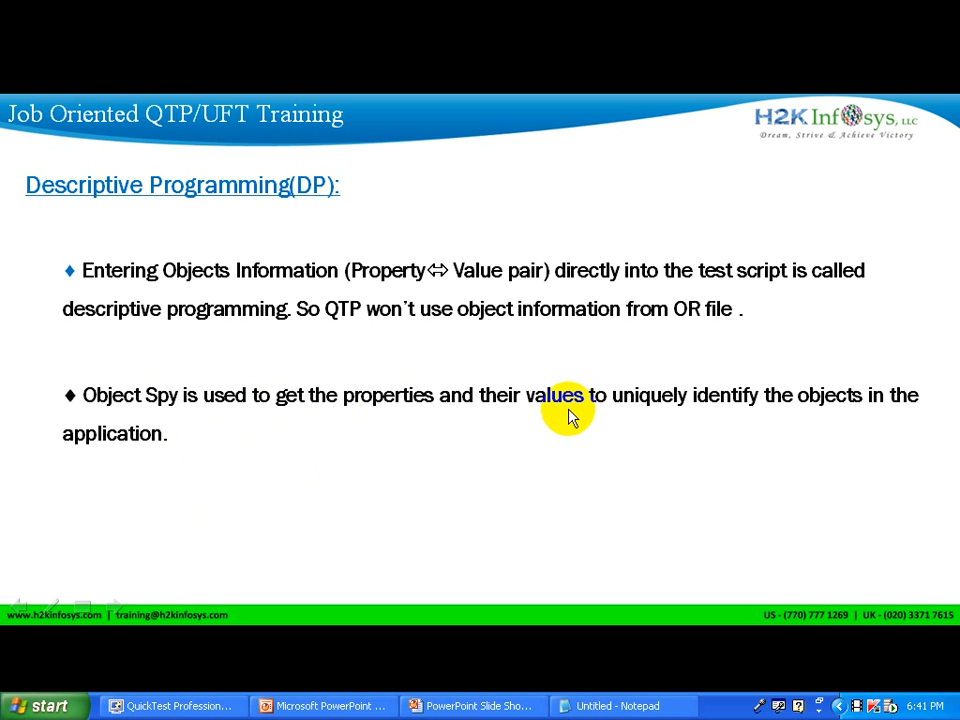 Job Oriented QTP/UFT Training
H2K Infosys, LLC
Dream, Strive & Achieve Victory
Descriptive Programming(DP):
♦ Entering Objects Information (Property⇔ Value pair) directly into the test script is called
descriptive programming. So QTP won't use object information from OR file .
♦ Object Spy is used to get the properties and their values to uniquely identify the objects in the
application.
www.h2kinfosys.com | training@h2kinfosys.com
US - (770) 777 1269 | UK - (020) 3371 7615
start
QuickTest Profession...
Microsoft PowerPoint ...
PowerPoint Slide Sho...
Untitled - Notepad
6:41 PM